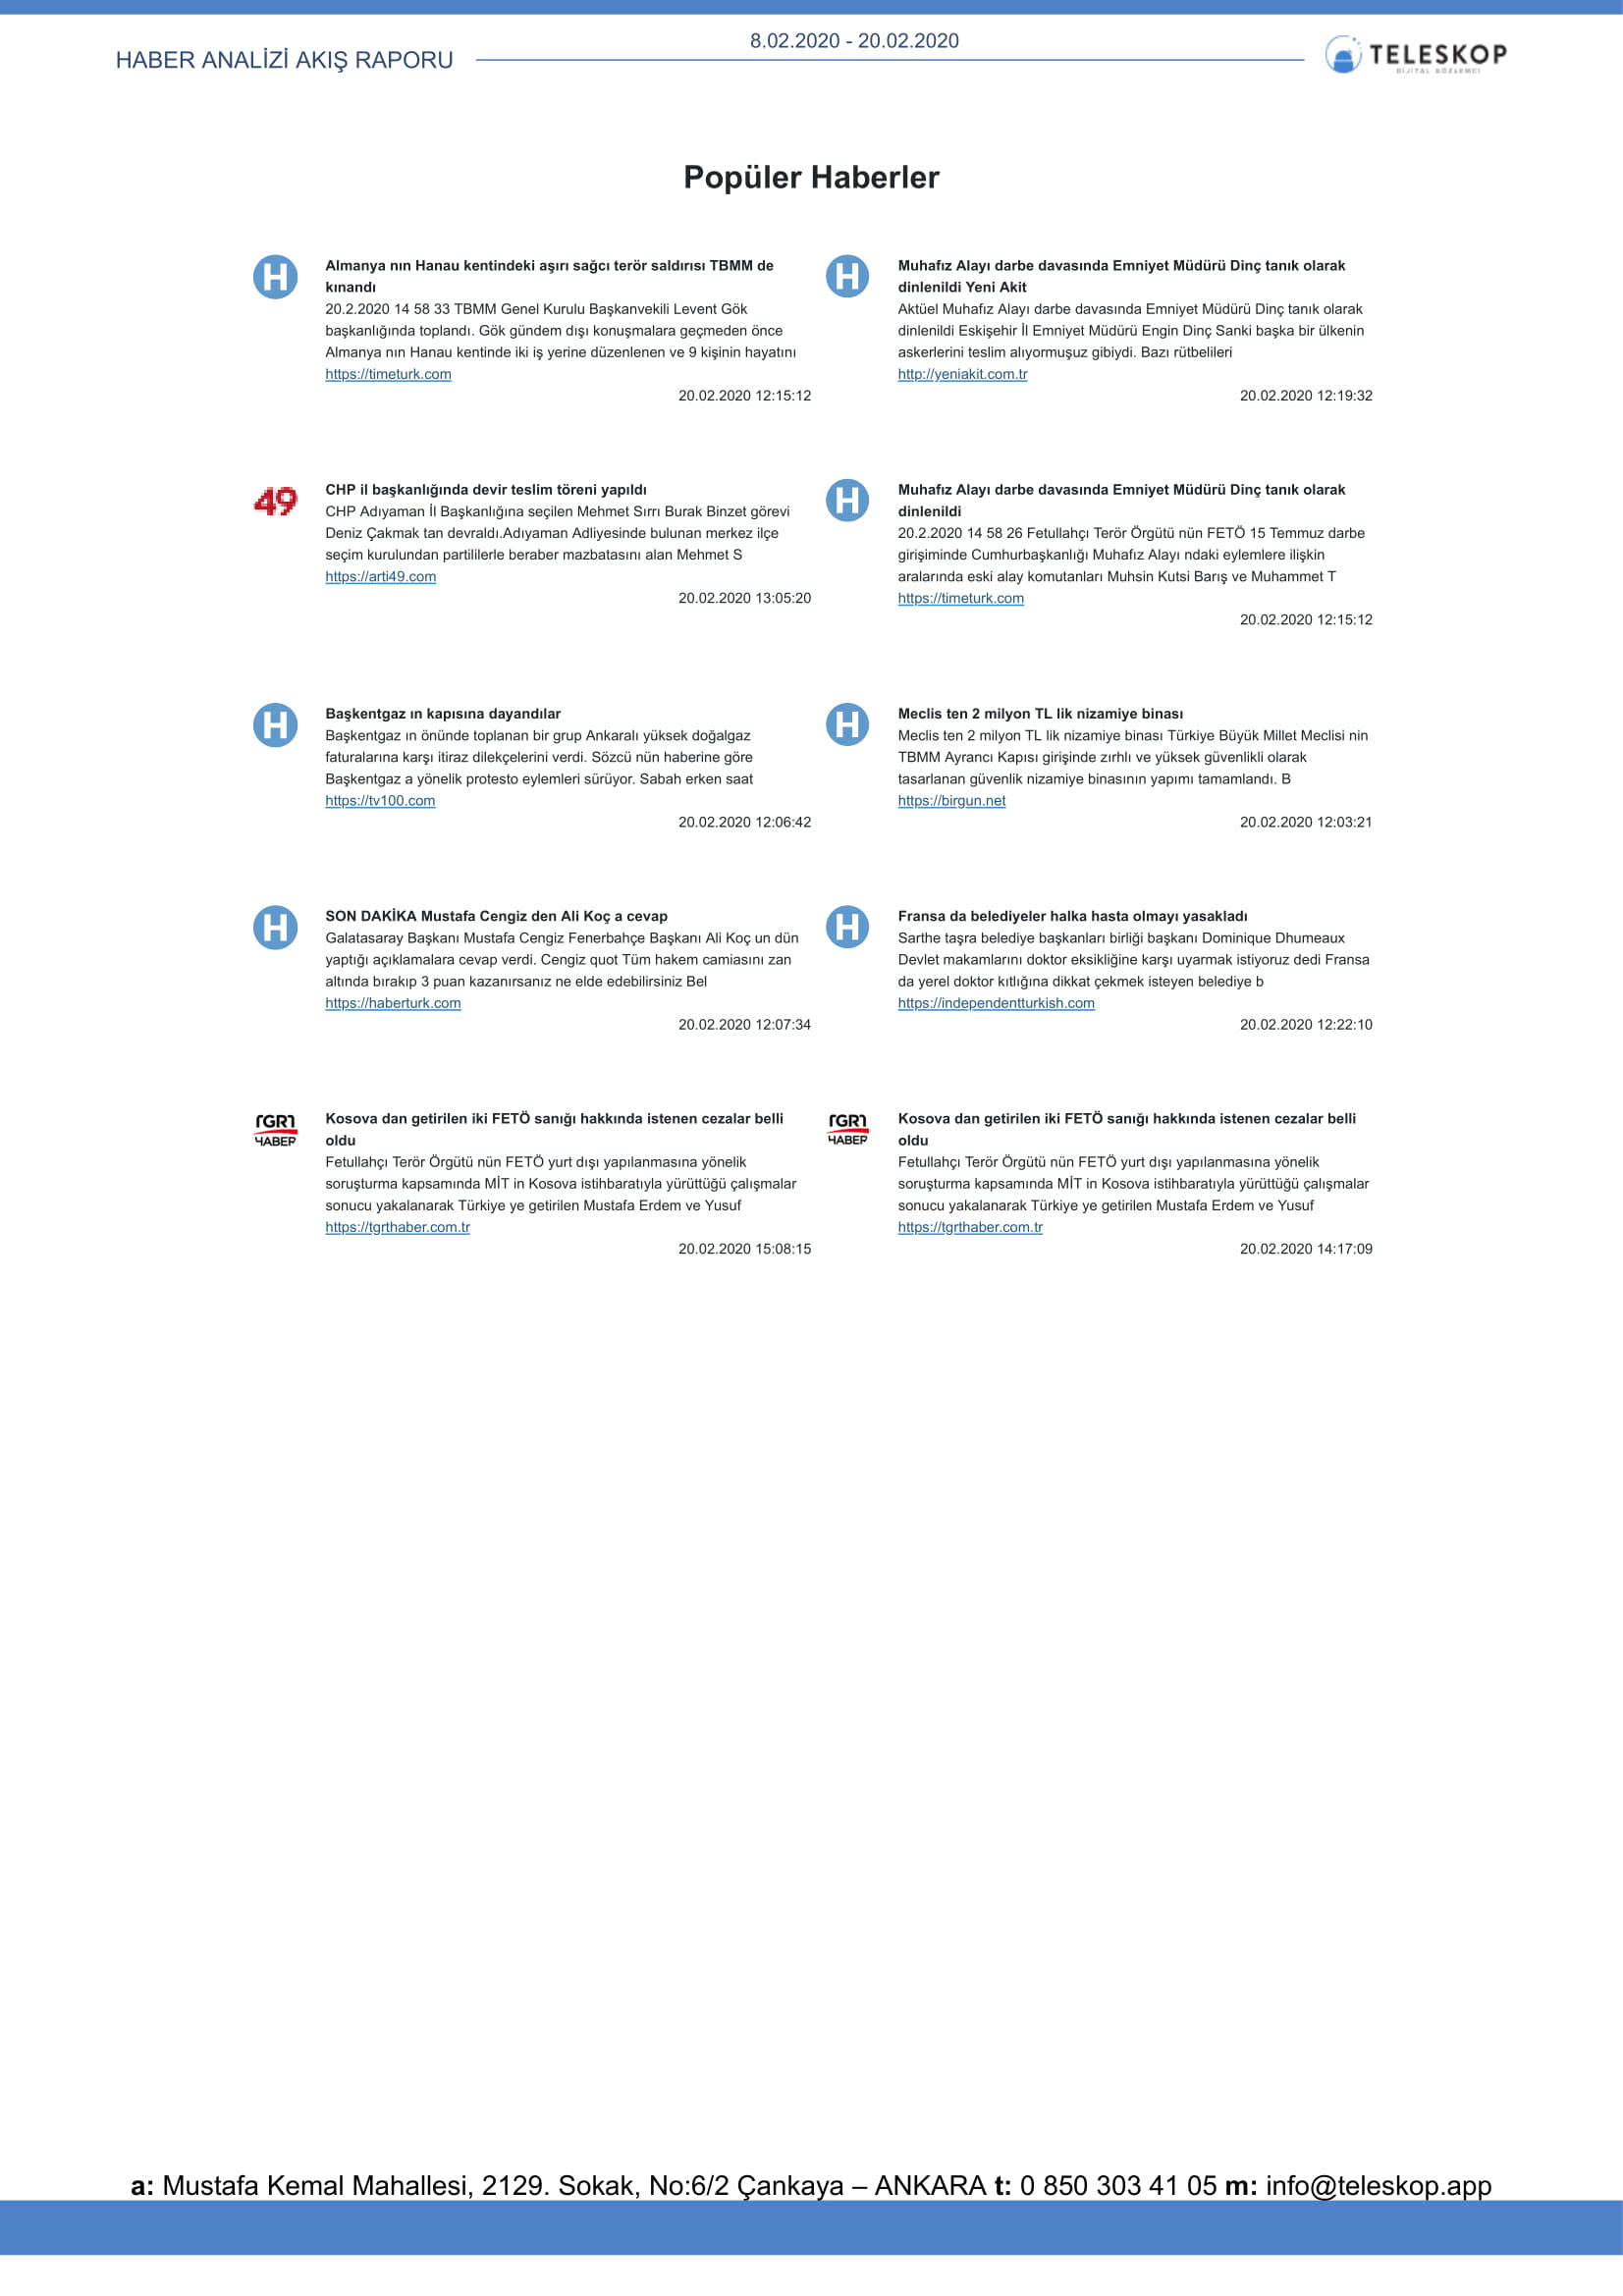 HABER ANALİZİ AKIŞ RAPORU
8.02.2020 - 20.02.2020
TELESKOP
DİJİTAL GÖZLEMCİ
Popüler Haberler
H
Almanya nın Hanau kentindeki aşırı sağcı terör saldırısı TBMM de
kınandı
20.2.2020 14 58 33 TBMM Genel Kurulu Başkanvekili Levent Gök
başkanlığında toplandı. Gök gündem dışı konuşmalara geçmeden önce
Almanya nın Hanau kentinde iki iş yerine düzenlenen ve 9 kişinin hayatını
https://timeturk.com
20.02.2020 12:15:12
H
Muhafız Alayı darbe davasında Emniyet Müdürü Dinç tanık olarak
dinlenildi Yeni Akit
Aktüel Muhafız Alayı darbe davasında Emniyet Müdürü Dinç tanık olarak
dinlenildi Eskişehir İl Emniyet Müdürü Engin Dinç Sanki başka bir ülkenin
askerlerini teslim alıyormuşuz gibiydi. Bazı rütbelileri
http://yeniakit.com.tr
20.02.2020 12:19:32
49
CHP il başkanlığında devir teslim töreni yapıldı
CHP Adıyaman İl Başkanlığına seçilen Mehmet Sırrı Burak Binzet görevi
Deniz Çakmak tan devraldı.Adıyaman Adliyesinde bulunan merkez ilçe
seçim kurulundan partililerle beraber mazbatasını alan Mehmet S
https://arti49.com
20.02.2020 13:05:20
H
Muhafız Alayı darbe davasında Emniyet Müdürü Dinç tanık olarak
dinlenildi
20.2.2020 14 58 26 Fetullahçı Terör Örgütü nün FETÖ 15 Temmuz darbe
girişiminde Cumhurbaşkanlığı Muhafız Alayı ndaki eylemlere ilişkin
aralarında eski alay komutanları Muhsin Kutsi Barış ve Muhammet T
https://timeturk.com
20.02.2020 12:15:12
H
Başkentgaz ın kapısına dayandılar
Başkentgaz ın önünde toplanan bir grup Ankaralı yüksek doğalgaz
faturalarına karşı itiraz dilekçelerini verdi. Sözcü nün haberine göre
Başkentgaz a yönelik protesto eylemleri sürüyor. Sabah erken saat
https://tv100.com
20.02.2020 12:06:42
H
Meclis ten 2 milyon TL lik nizamiye binası
Meclis ten 2 milyon TL lik nizamiye binası Türkiye Büyük Millet Meclisi nin
TBMM Ayrancı Kapısı girişinde zırhlı ve yüksek güvenlikli olarak
tasarlanan güvenlik nizamiye binasının yapımı tamamlandı. B
https://birgun.net
20.02.2020 12:03:21
H
SON DAKİKA Mustafa Cengiz den Ali Koç a cevap
Galatasaray Başkanı Mustafa Cengiz Fenerbahçe Başkanı Ali Koç un dün
yaptığı açıklamalara cevap verdi. Cengiz quot Tüm hakem camiasını zan
altında bırakıp 3 puan kazanırsanız ne elde edebilirsiniz Bel
https://haberturk.com
20.02.2020 12:07:34
H
Fransa da belediyeler halka hasta olmayı yasakladı
Sarthe taşra belediye başkanları birliği başkanı Dominique Dhumeaux
Devlet makamlarını doktor eksikliğine karşı uyarmak istiyoruz dedi Fransa
da yerel doktor kıtlığına dikkat çekmek isteyen belediye b
https://independentturkish.com
20.02.2020 12:22:10
TGRT
HABER
Kosova dan getirilen iki FETÖ sanığı hakkında istenen cezalar belli
oldu
Fetullahçı Terör Örgütü nün FETÖ yurt dışı yapılanmasına yönelik
soruşturma kapsamında MİT in Kosova istihbaratıyla yürüttüğü çalışmalar
sonucu yakalanarak Türkiye ye getirilen Mustafa Erdem ve Yusuf
https://tgrthaber.com.tr
20.02.2020 15:08:15
TGRT
HABER
Kosova dan getirilen iki FETÖ sanığı hakkında istenen cezalar belli
oldu
Fetullahçı Terör Örgütü nün FETÖ yurt dışı yapılanmasına yönelik
soruşturma kapsamında MİT in Kosova istihbaratıyla yürüttüğü çalışmalar
sonucu yakalanarak Türkiye ye getirilen Mustafa Erdem ve Yusuf
https://tgrthaber.com.tr
20.02.2020 14:17:09
a: Mustafa Kemal Mahallesi, 2129. Sokak, No:6/2 Çankaya – ANKARA t: 0 850 303 41 05 m: info@teleskop.app